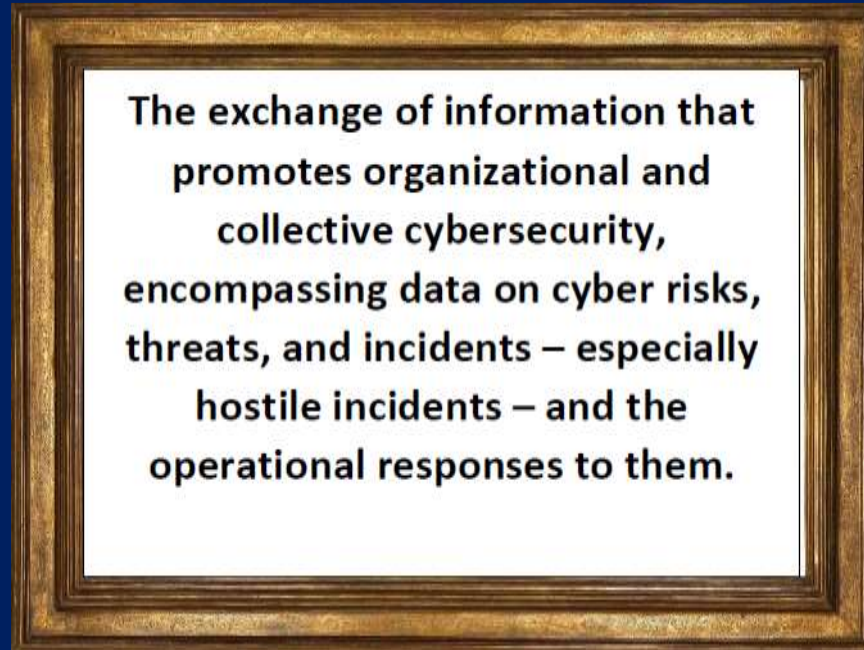 The exchange of information that
promotes organizational and
collective cybersecurity,
encompassing data on cyber risks,
threats, and incidents – especially
hostile incidents – and the
operational responses to them.